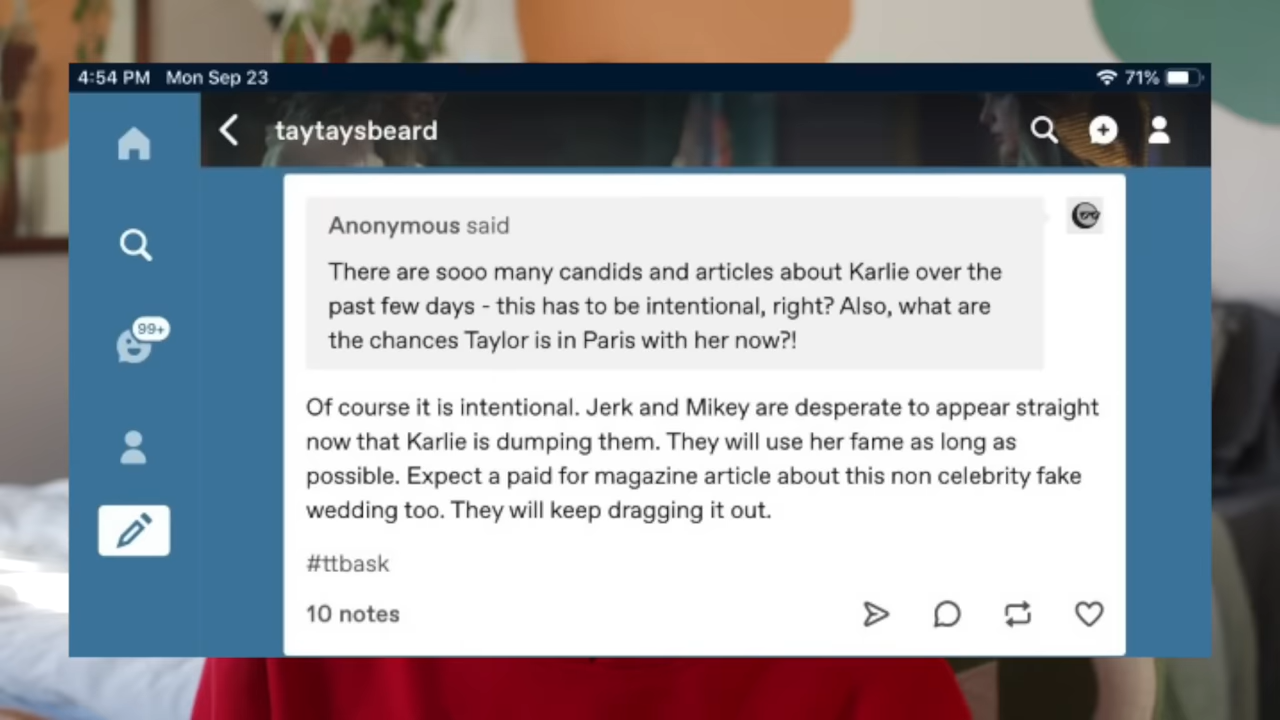 4:54 PM Mon Sep 23
71%
taytaysbeard
Anonymous said
There are sooo many candids and articles about Karlie over the
past few days - this has to be intentional, right? Also, what are
the chances Taylor is in Paris with her now?!
99+
Of course it is intentional. Jerk and Mikey are desperate to appear straight
now that Karlie is dumping them. They will use her fame as long as
possible. Expect a paid for magazine article about this non celebrity fake
wedding too. They will keep dragging it out.
#ttbask
10 notes